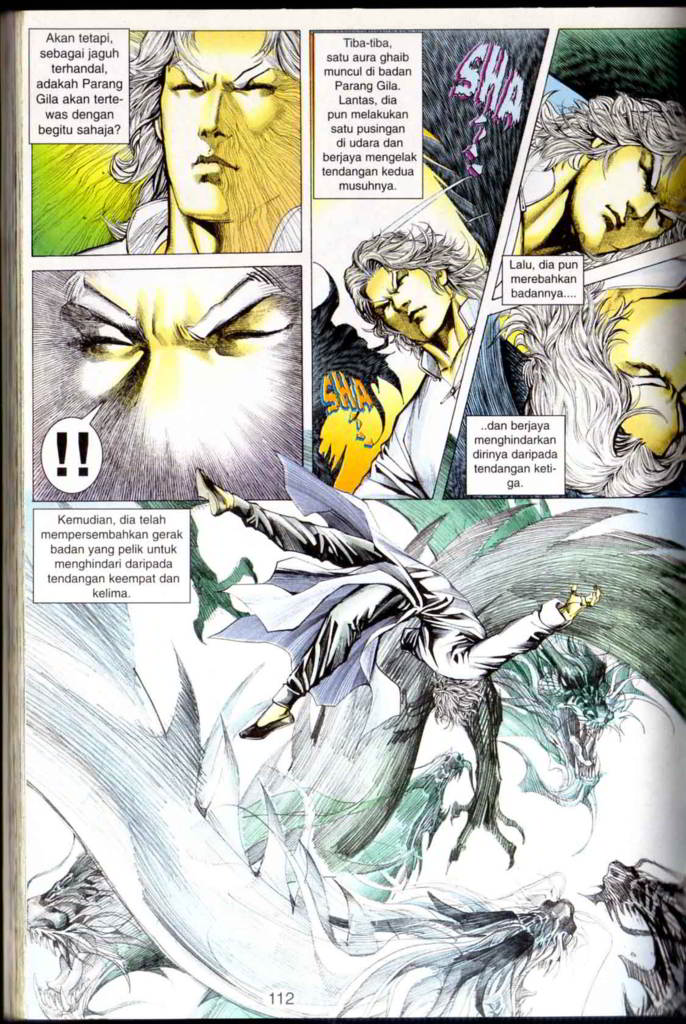 Akan tetapi,
sebagai jaguh
terhandal,
adakah Parang
Gila akan terte-
was dengan
begitu sahaja?
!!
Tiba-tiba,
satu aura ghaib
muncul di badan
Parang Gila.
Lantas, dia
pun melakukan
satu pusingan
di udara dan
berjaya mengelak
tendangan kedua
musuhnya.
SHA
SHA
Lalu, dia pun
merebahkan
badannya....
..dan berjaya
menghindarkan
dirinya daripada
tendangan keti-
ga.
Kemudian, dia telah
mempersembahkan gerak
badan yang pelik untuk
menghindari daripada
tendangan keempat dan
kelima.
112